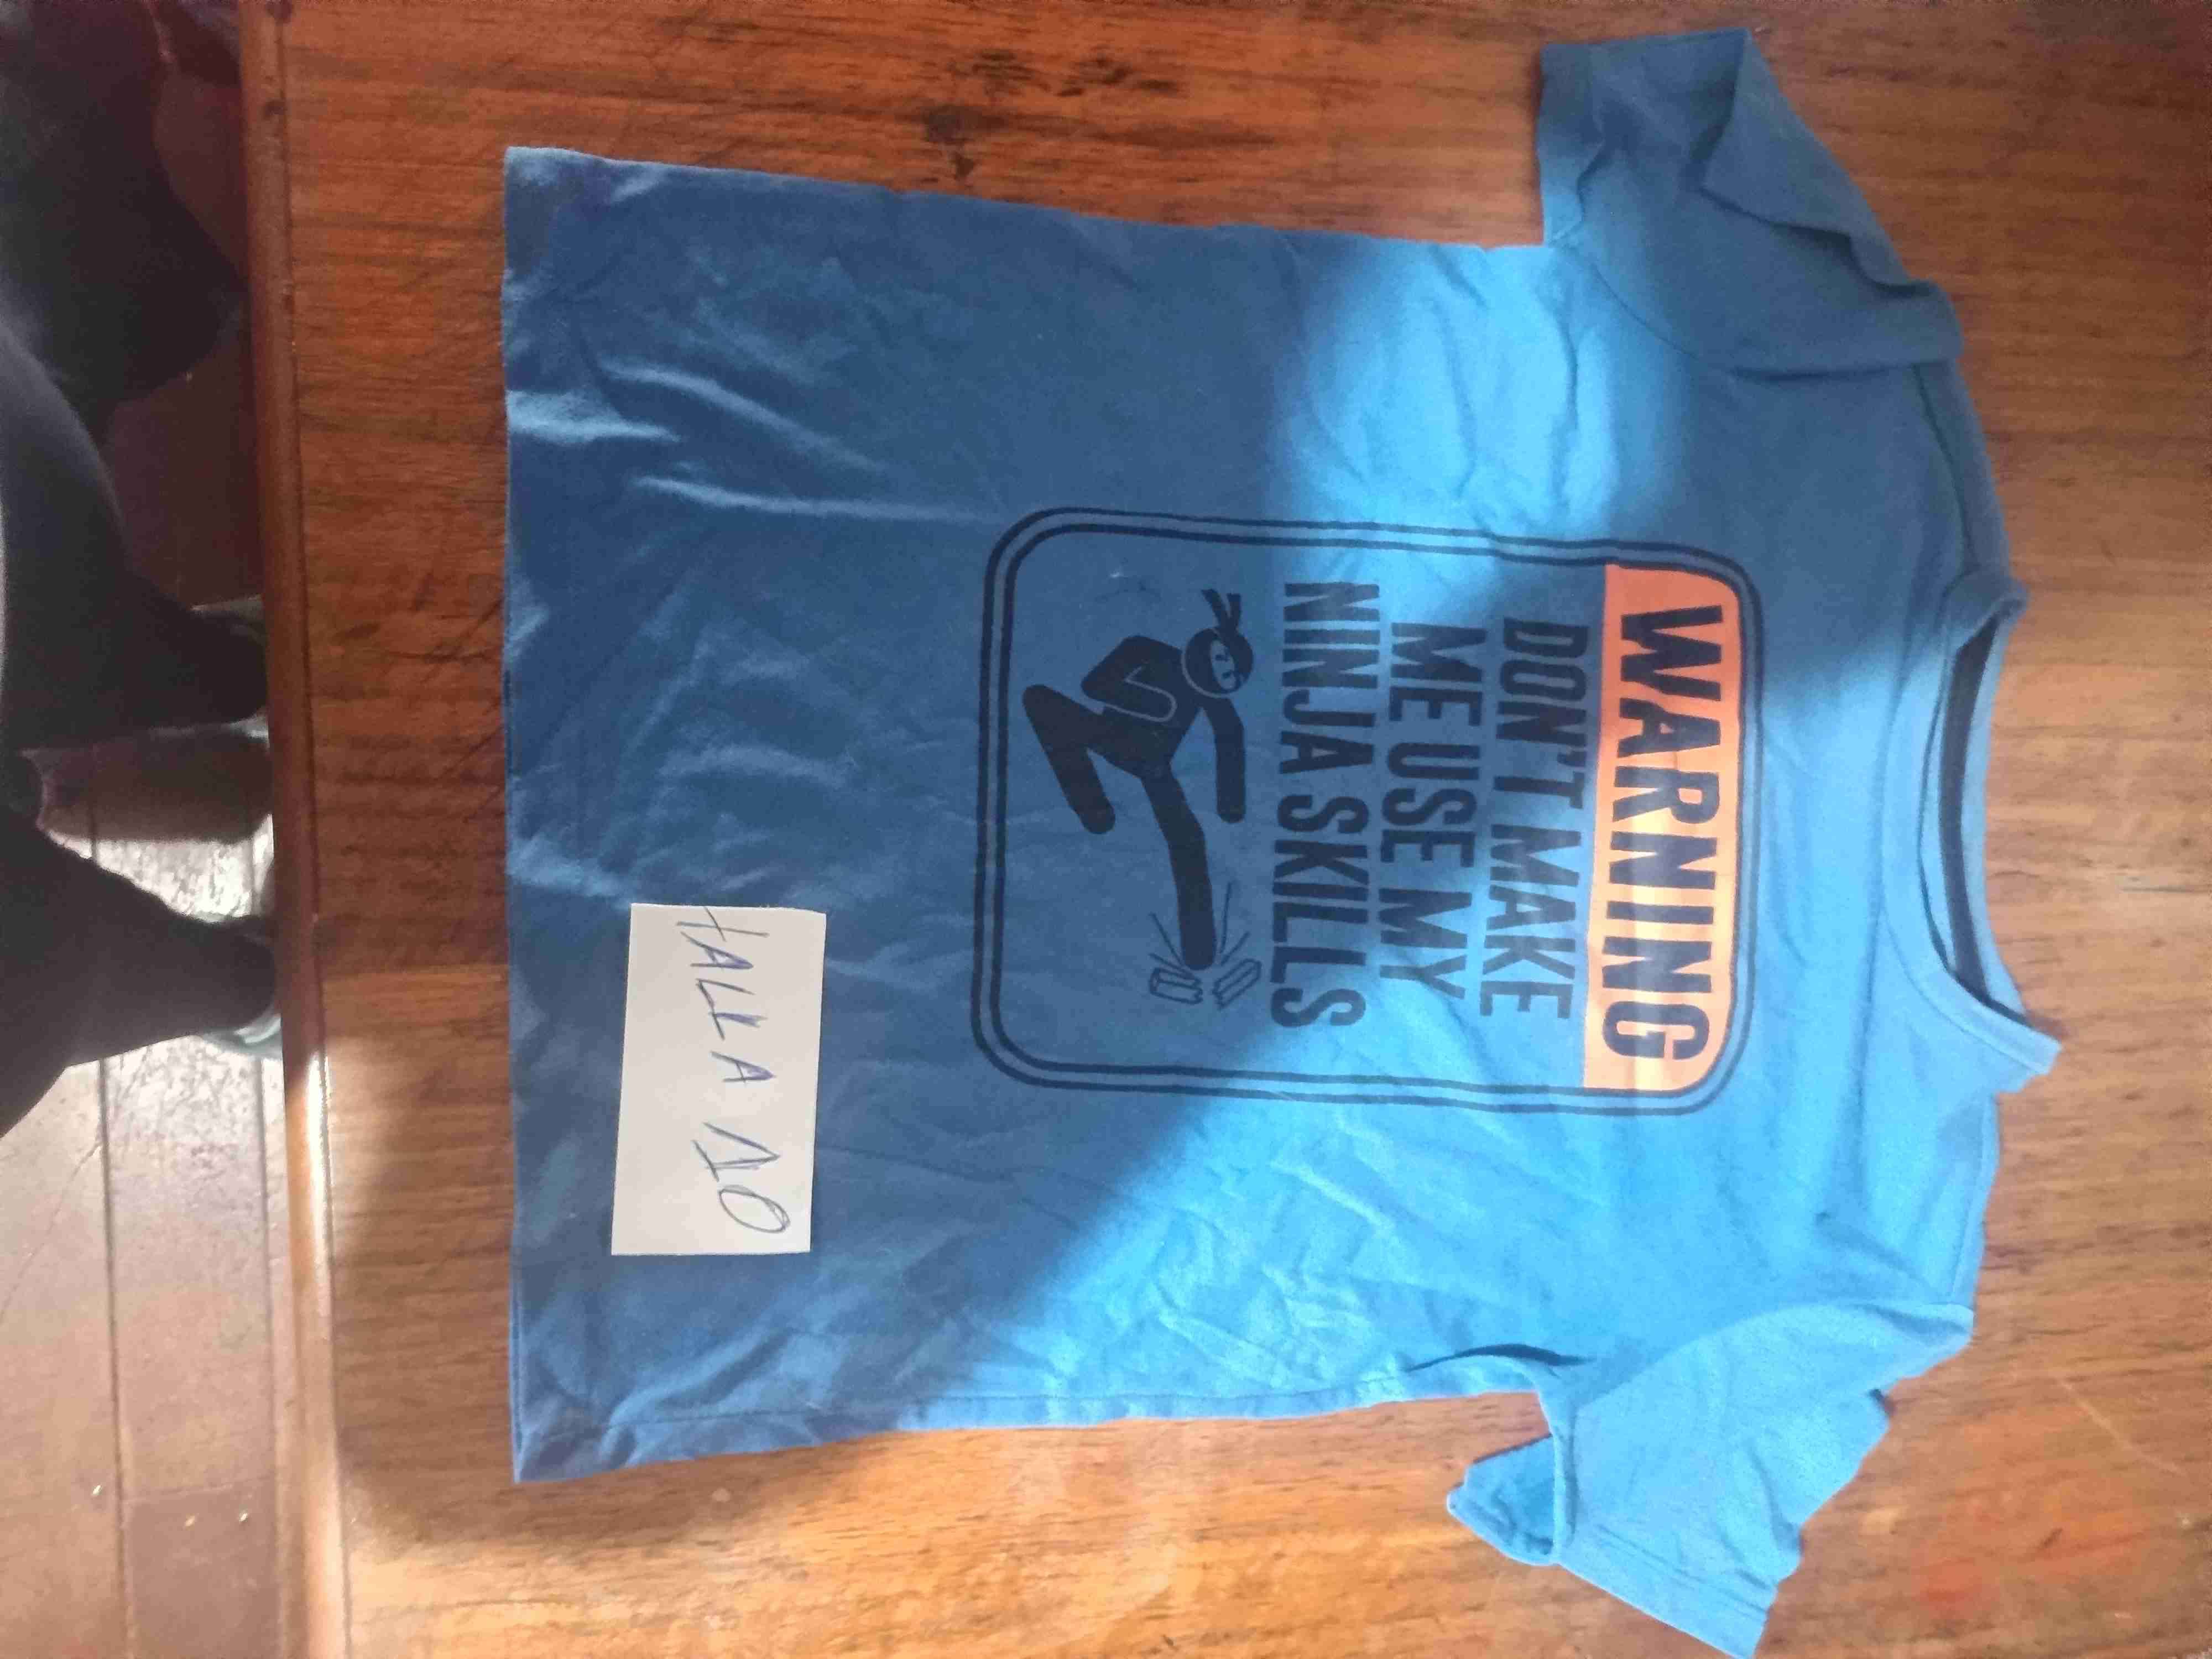 WARNING
DON'T MAKE
ME USE MY
NINJA SKILLS
TALLA 10